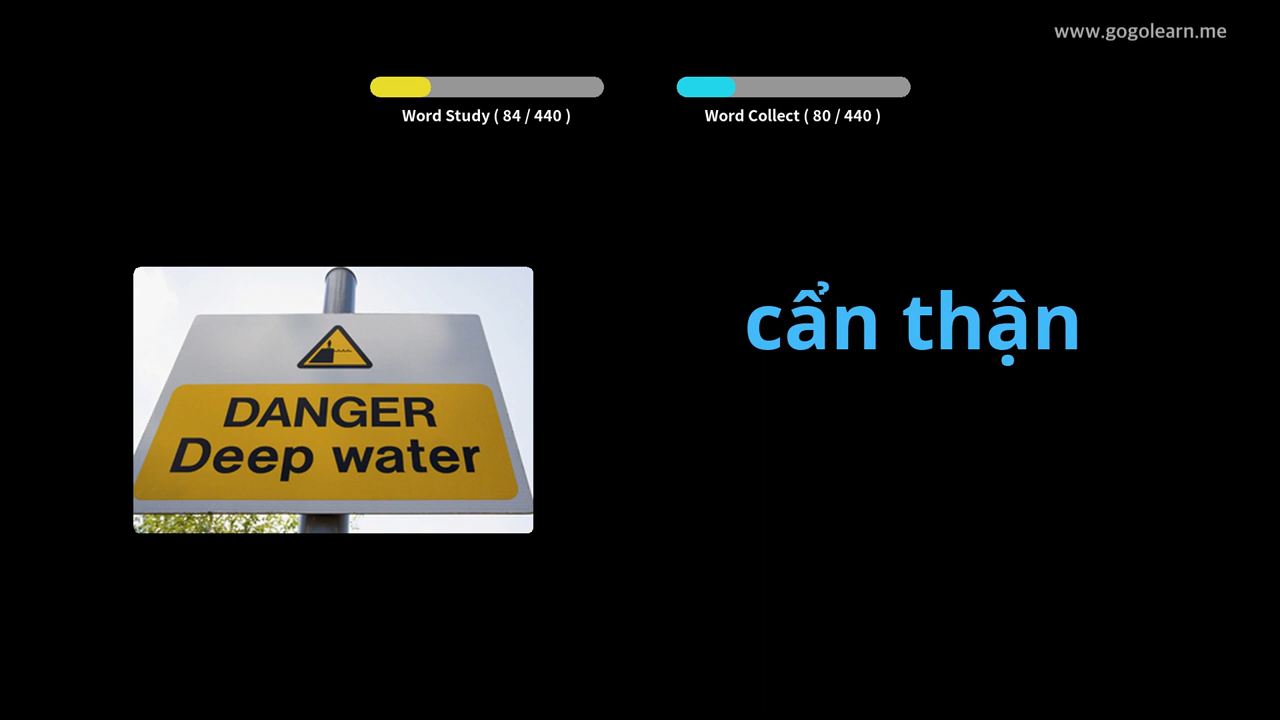 www.gogolearn.me
Word Study ( 84 / 440 )
Word Collect ( 80 / 440 )
cẩn thận
DANGER
Deep water